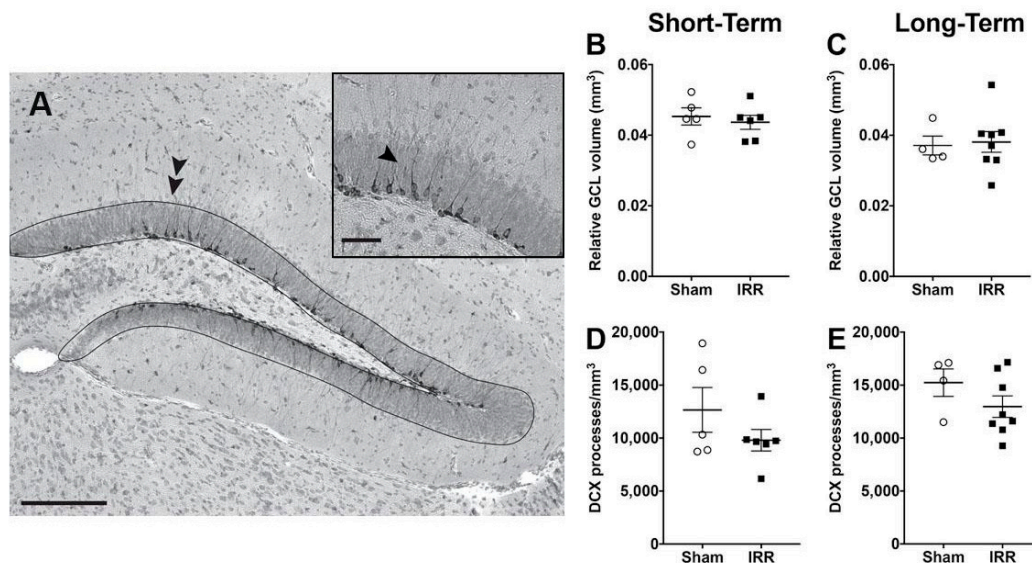 Short-Term
Long-Term
A
B
Relative GCL volume (mm³)
0.06
0.04
0.02
0.00
Sham IRR
C
Relative GCL volume (mm³)
0.06
0.04
0.02
0.00
Sham IRR
D
DCX processes/mm³
20,000
15,000
10,000
5,000
0
Sham IRR
E
DCX processes/mm³
20,000
15,000
10,000
5,000
0
Sham IRR